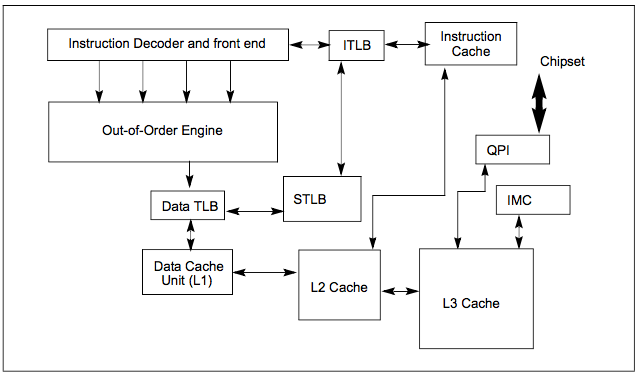 Instruction Decoder and front end
ITLB
Instruction
Cache
Chipset
Out-of-Order Engine
QPI
Data TLB
STLB
IMC
Data Cache
Unit (L1)
L2 Cache
L3 Cache